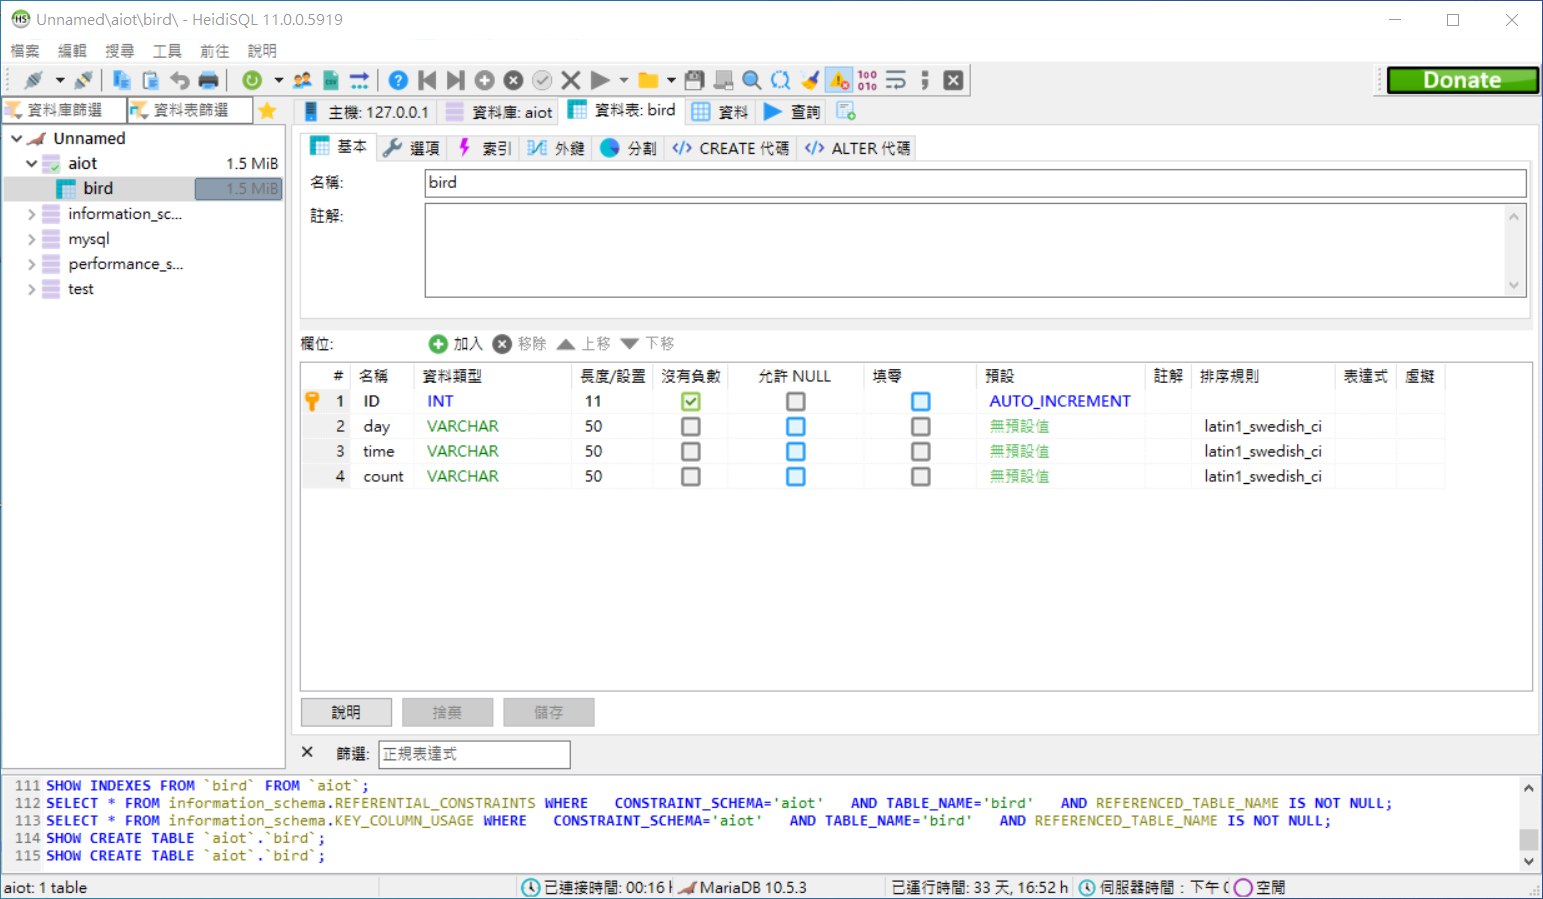 Unnamed\aiot\bird\ - HeidiSQL 11.0.0.5919
檔案 編輯 搜尋 工具 前往 說明
Donate
資料庫篩選 資料表篩選 主機: 127.0.0.1 資料庫: aiot 資料表: bird 資料 查詢
Unnamed
aiot 1.5 MiB
bird 1.5 MiB
information_sc...
mysql
performance_s...
test
基本 選項 索引 外鍵 分割 CREATE 代碼 ALTER 代碼
名稱: bird
註解:
欄位: 加入 移除 上移 下移
# 名稱 資料類型 長度/設置 沒有負數 允許 NULL 填零 預設 註解 排序規則 表達式 虛擬
1 ID INT 11 AUTO_INCREMENT
2 day VARCHAR 50 無預設值 latin1_swedish_ci
3 time VARCHAR 50 無預設值 latin1_swedish_ci
4 count VARCHAR 50 無預設值 latin1_swedish_ci
說明 捨棄 儲存
篩選: 正規表達式
111 SHOW INDEXES FROM `bird` FROM `aiot`;
112 SELECT * FROM information_schema.REFERENTIAL_CONSTRAINTS WHERE   CONSTRAINT_SCHEMA='aiot'   AND TABLE_NAME='bird'   AND REFERENCED_TABLE_NAME IS NOT NULL;
113 SELECT * FROM information_schema.KEY_COLUMN_USAGE WHERE   CONSTRAINT_SCHEMA='aiot'   AND TABLE_NAME='bird'   AND REFERENCED_TABLE_NAME IS NOT NULL;
114 SHOW CREATE TABLE `aiot`.`bird`;
115 SHOW CREATE TABLE `aiot`.`bird`;
aiot: 1 table 已連接時間: 00:16 MariaDB 10.5.3 已運行時間: 33 天, 16:52 h 伺服器時間 : 下午 空閒